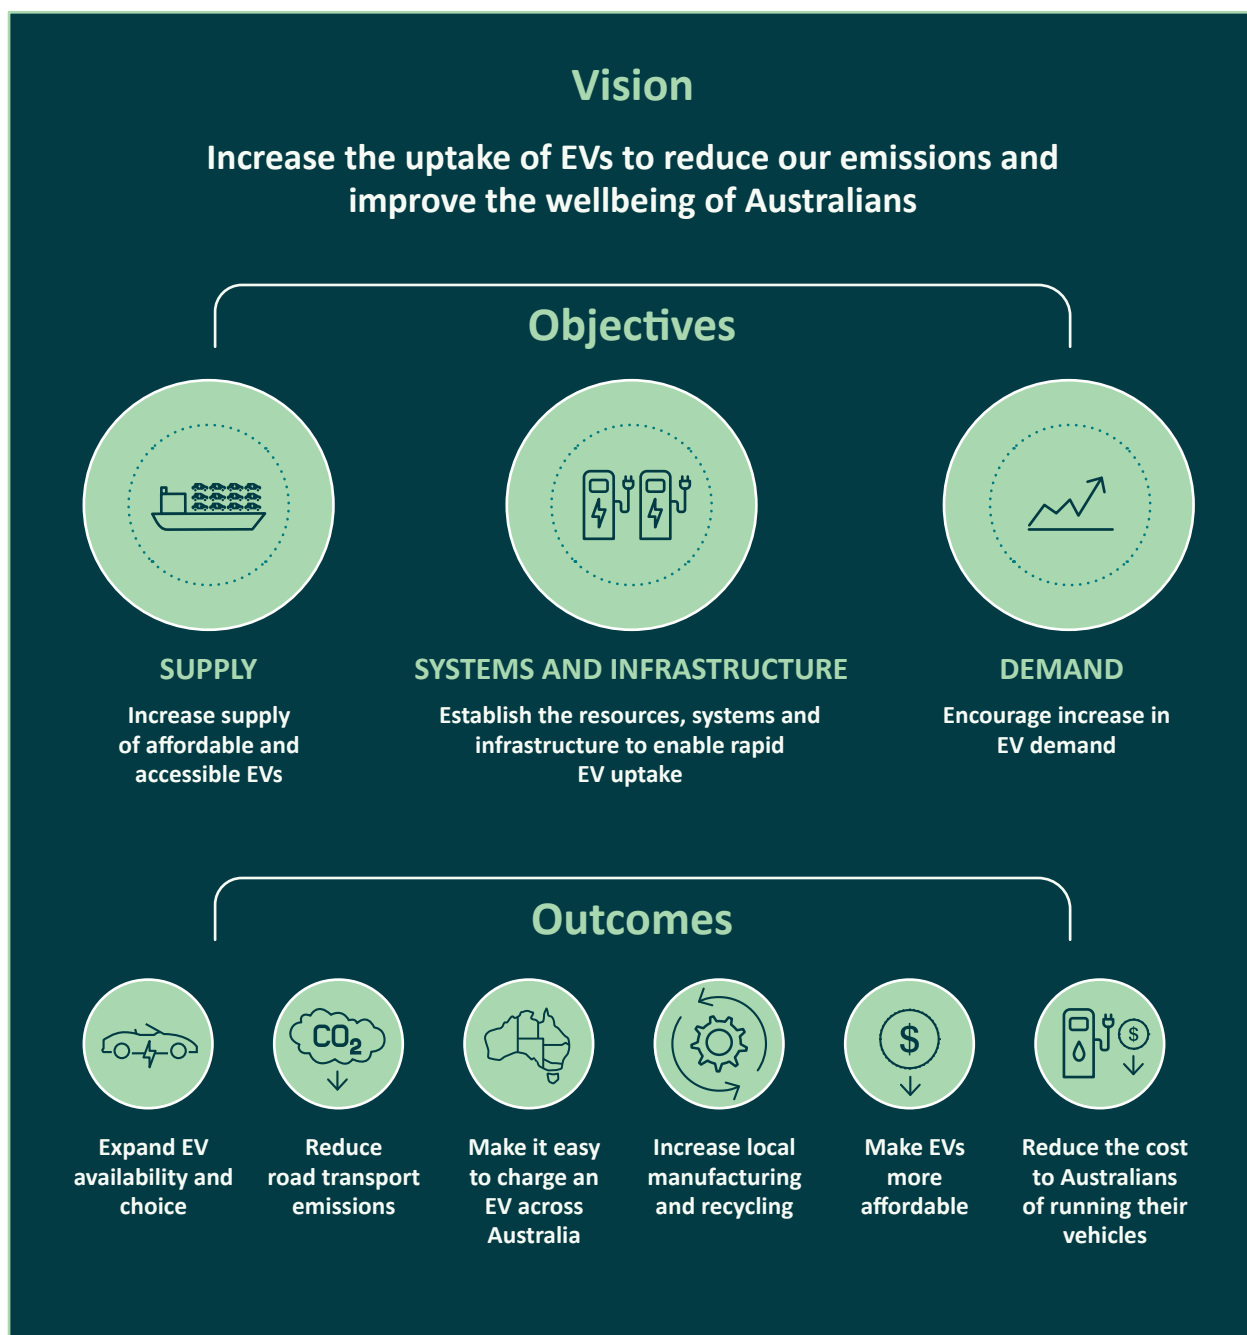 Vision
Increase the uptake of EVs to reduce our emissions and
improve the wellbeing of Australians
Objectives
SUPPLY
Increase supply
of affordable and
accessible EVs
SYSTEMS AND INFRASTRUCTURE
Establish the resources, systems and
infrastructure to enable rapid
EV uptake
DEMAND
Encourage increase in
EV demand
Outcomes
CO2
$
$
Expand EV
availability and
choice
Reduce
road transport
emissions
Make it easy
to charge an
EV across
Australia
Increase local
manufacturing
and recycling
Make EVs
more
affordable
Reduce the cost
to Australians
of running their
vehicles